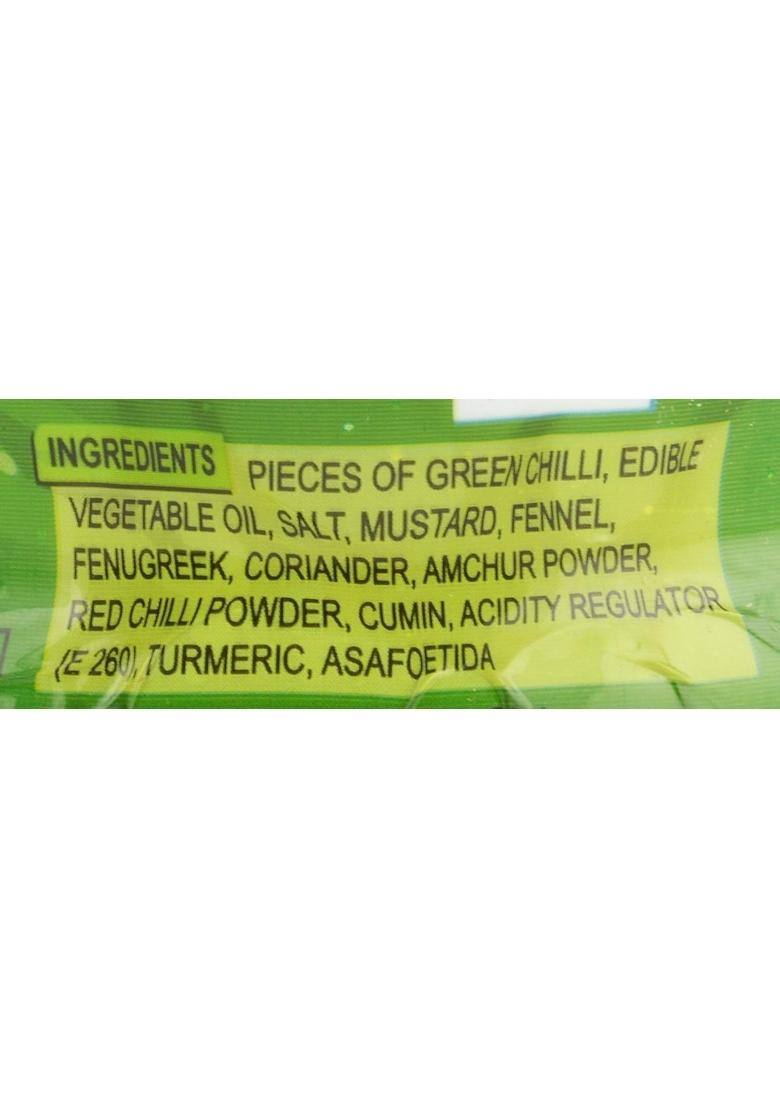 INGREDIENTS PIECES OF GREEN CHILLI, EDIBLE
VEGETABLE OIL, SALT, MUSTARD, FENNEL,
FENUGREEK, CORIANDER, AMCHUR POWDER,
RED CHILLI POWDER, CUMIN, ACIDITY REGULATOR
(E 260), TURMERIC, ASAFOETIDA